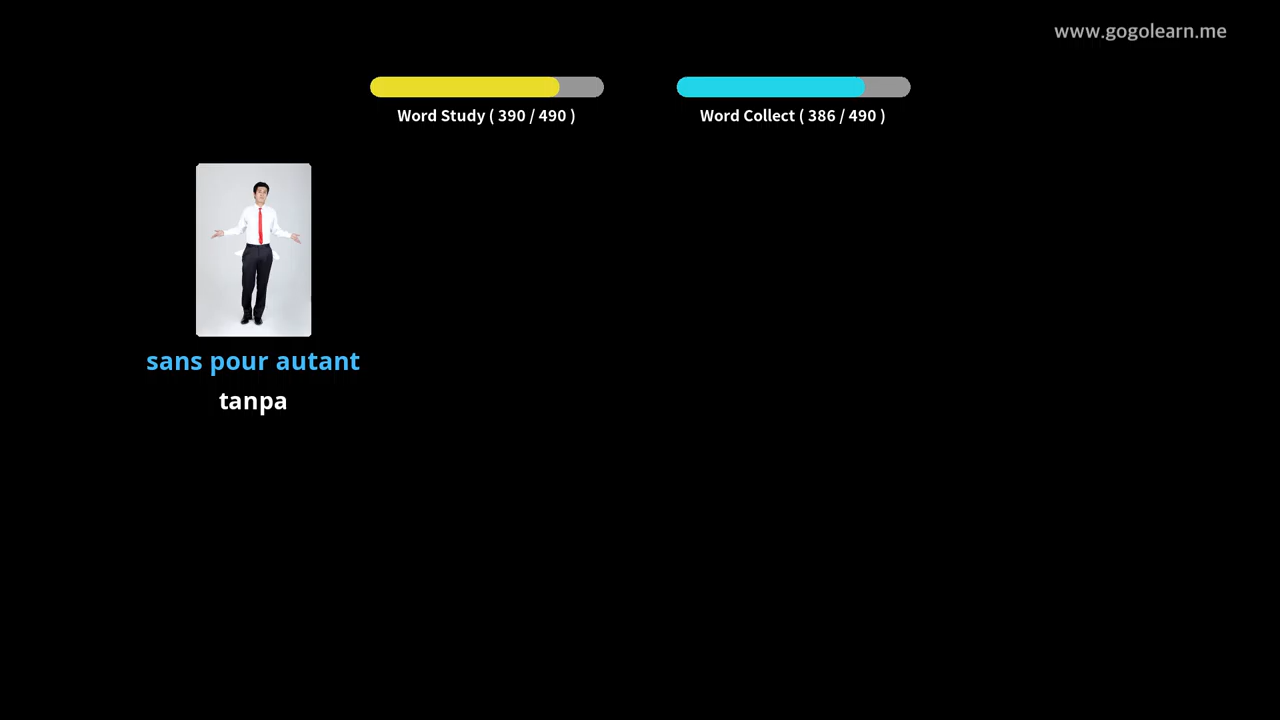 www.gogolearn.me
Word Study ( 390 / 490 )
Word Collect ( 386 / 490 )
sans pour autant
tanpa